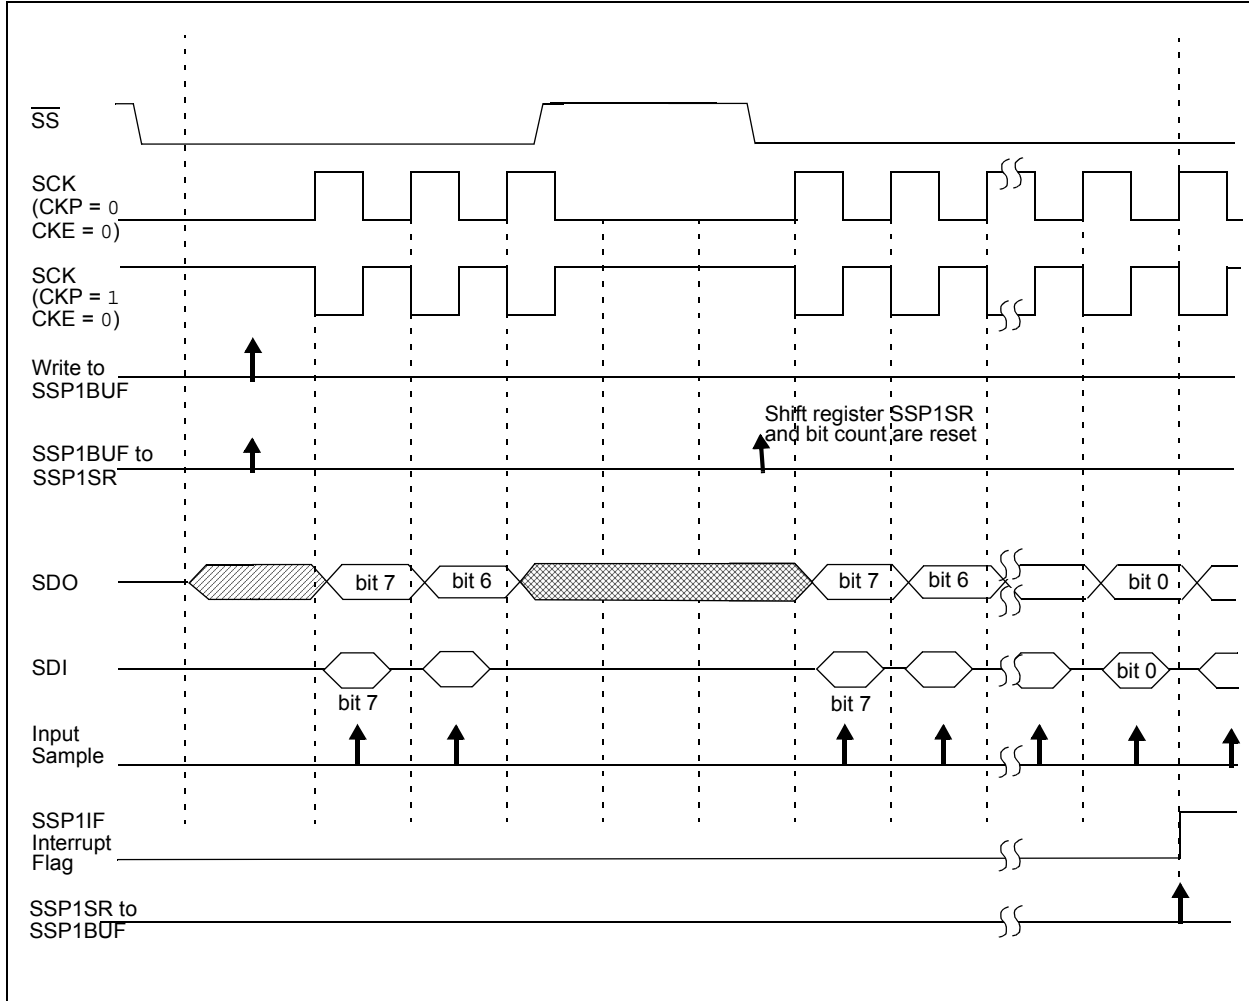 SS
SCK
(CKP = 0
CKE = 0)
SCK
(CKP = 1
CKE = 0)
Write to
SSP1BUF
Shift register SSP1SR
and bit count are reset
SSP1BUF to
SSP1SR
SDO
bit 7
bit 6
bit 7
bit 6
bit 0
SDI
bit 0
bit 7
bit 7
Input
Sample
SSP1IF
Interrupt
Flag
SSP1SR to
SSP1BUF